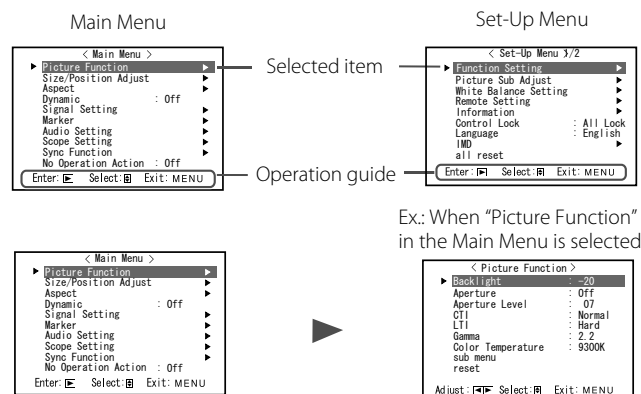 Main Menu
< Main Menu >
Picture Function
Size/Position Adjust
Aspect
Dynamic : Off
Signal Setting
Marker
Audio Setting
Scope Setting
Sync Function
No Operation Action : Off
Enter: Select: Exit: MENU
Selected item
Operation guide
Set-Up Menu
< Set-Up Menu 1/2
Function Setting
Picture Sub Adjust
White Balance Setting
Remote Setting
Information
Control Lock : All Lock
Language : English
IMD
all reset
Enter: Select: Exit: MENU
Ex.: When "Picture Function"
in the Main Menu is selected
< Main Menu >
Picture Function
Size/Position Adjust
Aspect
Dynamic : Off
Signal Setting
Marker
Audio Setting
Scope Setting
Sync Function
No Operation Action : Off
Enter: Select: Exit: MENU
< Picture Function >
Backlight : -20
Aperture : Off
Aperture Level : 07
CTI : Normal
LTI : Hard
Gamma : 2.2
Color Temperature : 9300K
sub menu
reset
Adjust: Select: Exit: MENU